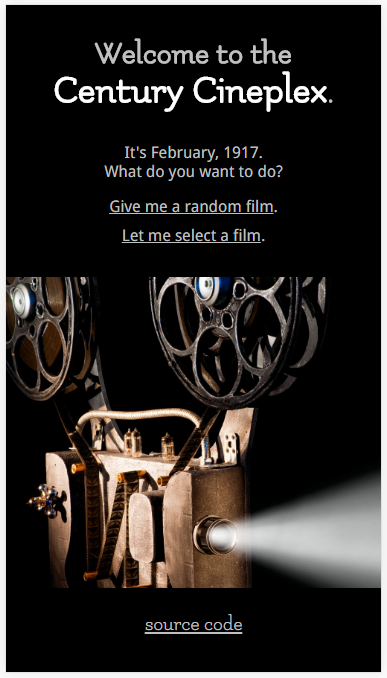 Welcome to the
Century Cineplex.
It's February, 1917.
What do you want to do?
Give me a random film.
Let me select a film.
source code